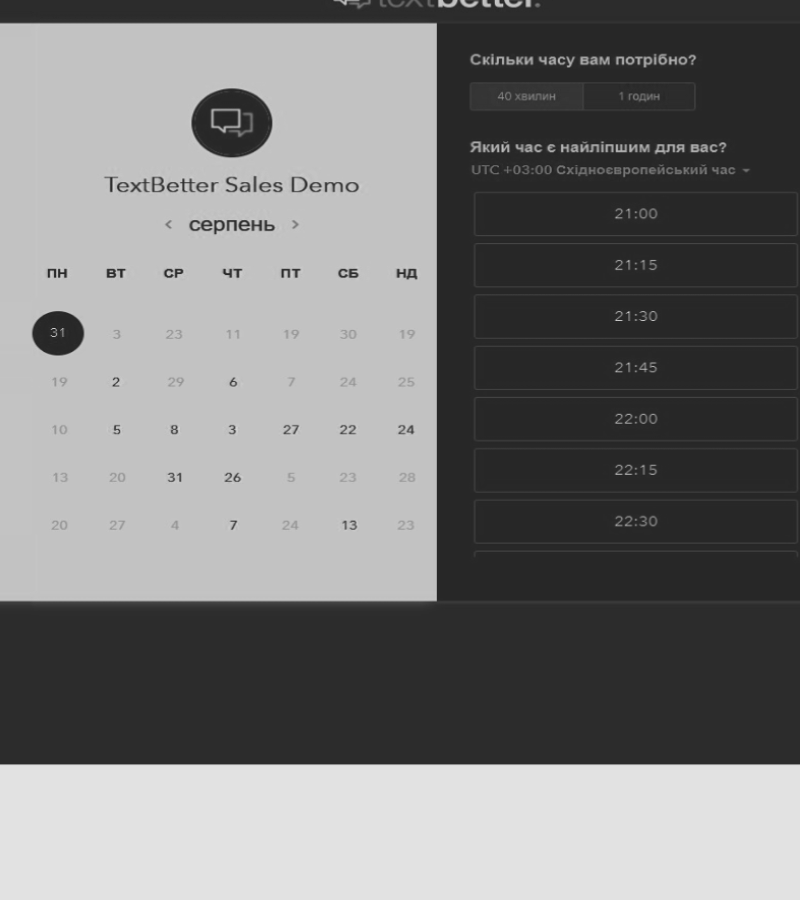 textbetter.
TextBetter Sales Demo
< серпень >
ПН ВТ СР ЧТ ПТ СБ НД
31 3 23 11 19 30 19
19 2 29 6 7 24 25
10 5 8 3 27 22 24
13 20 31 26 5 23 28
20 27 4 7 24 13 23
Скільки часу вам потрібно?
40 хвилин 1 годин
Який час є найліпшим для вас?
UTC +03:00 Східноєвропейський час
21:00
21:15
21:30
21:45
22:00
22:15
22:30